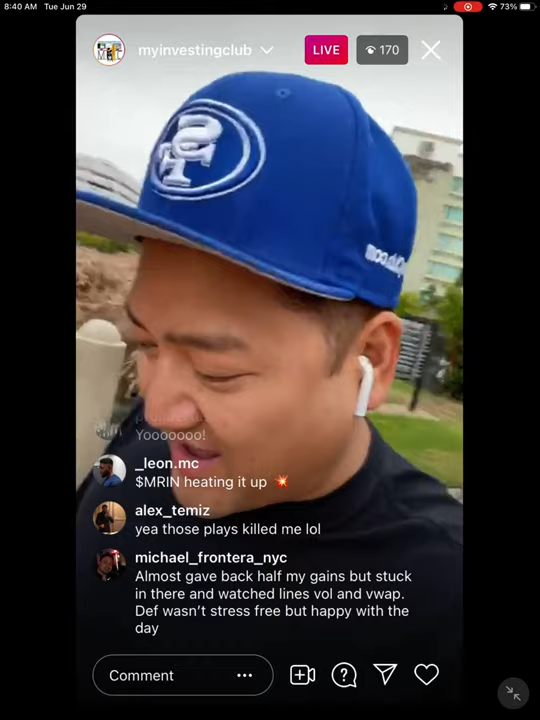 8:40 AM Tue Jun 29
73%
myinvestingclub
LIVE
170
Yooooooo!
_leon.mc
$MRIN heating it up
alex_temiz
yea those plays killed me lol
michael_frontera_nyc
Almost gave back half my gains but stuck
in there and watched lines vol and vwap.
Def wasn't stress free but happy with the
day
Comment